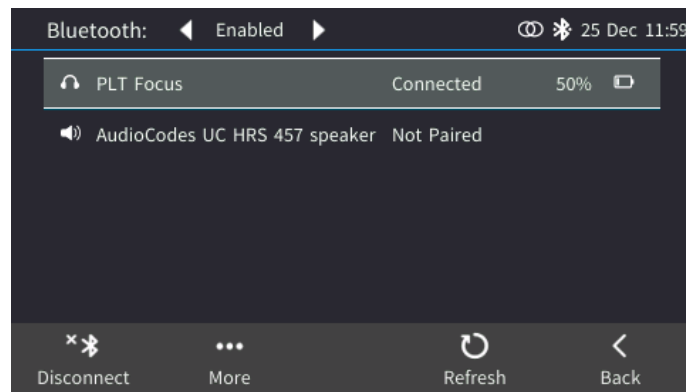 Bluetooth: Enabled 25 Dec 11:59
PLT Focus Connected 50%
AudioCodes UC HRS 457 speaker Not Paired
Disconnect More Refresh Back